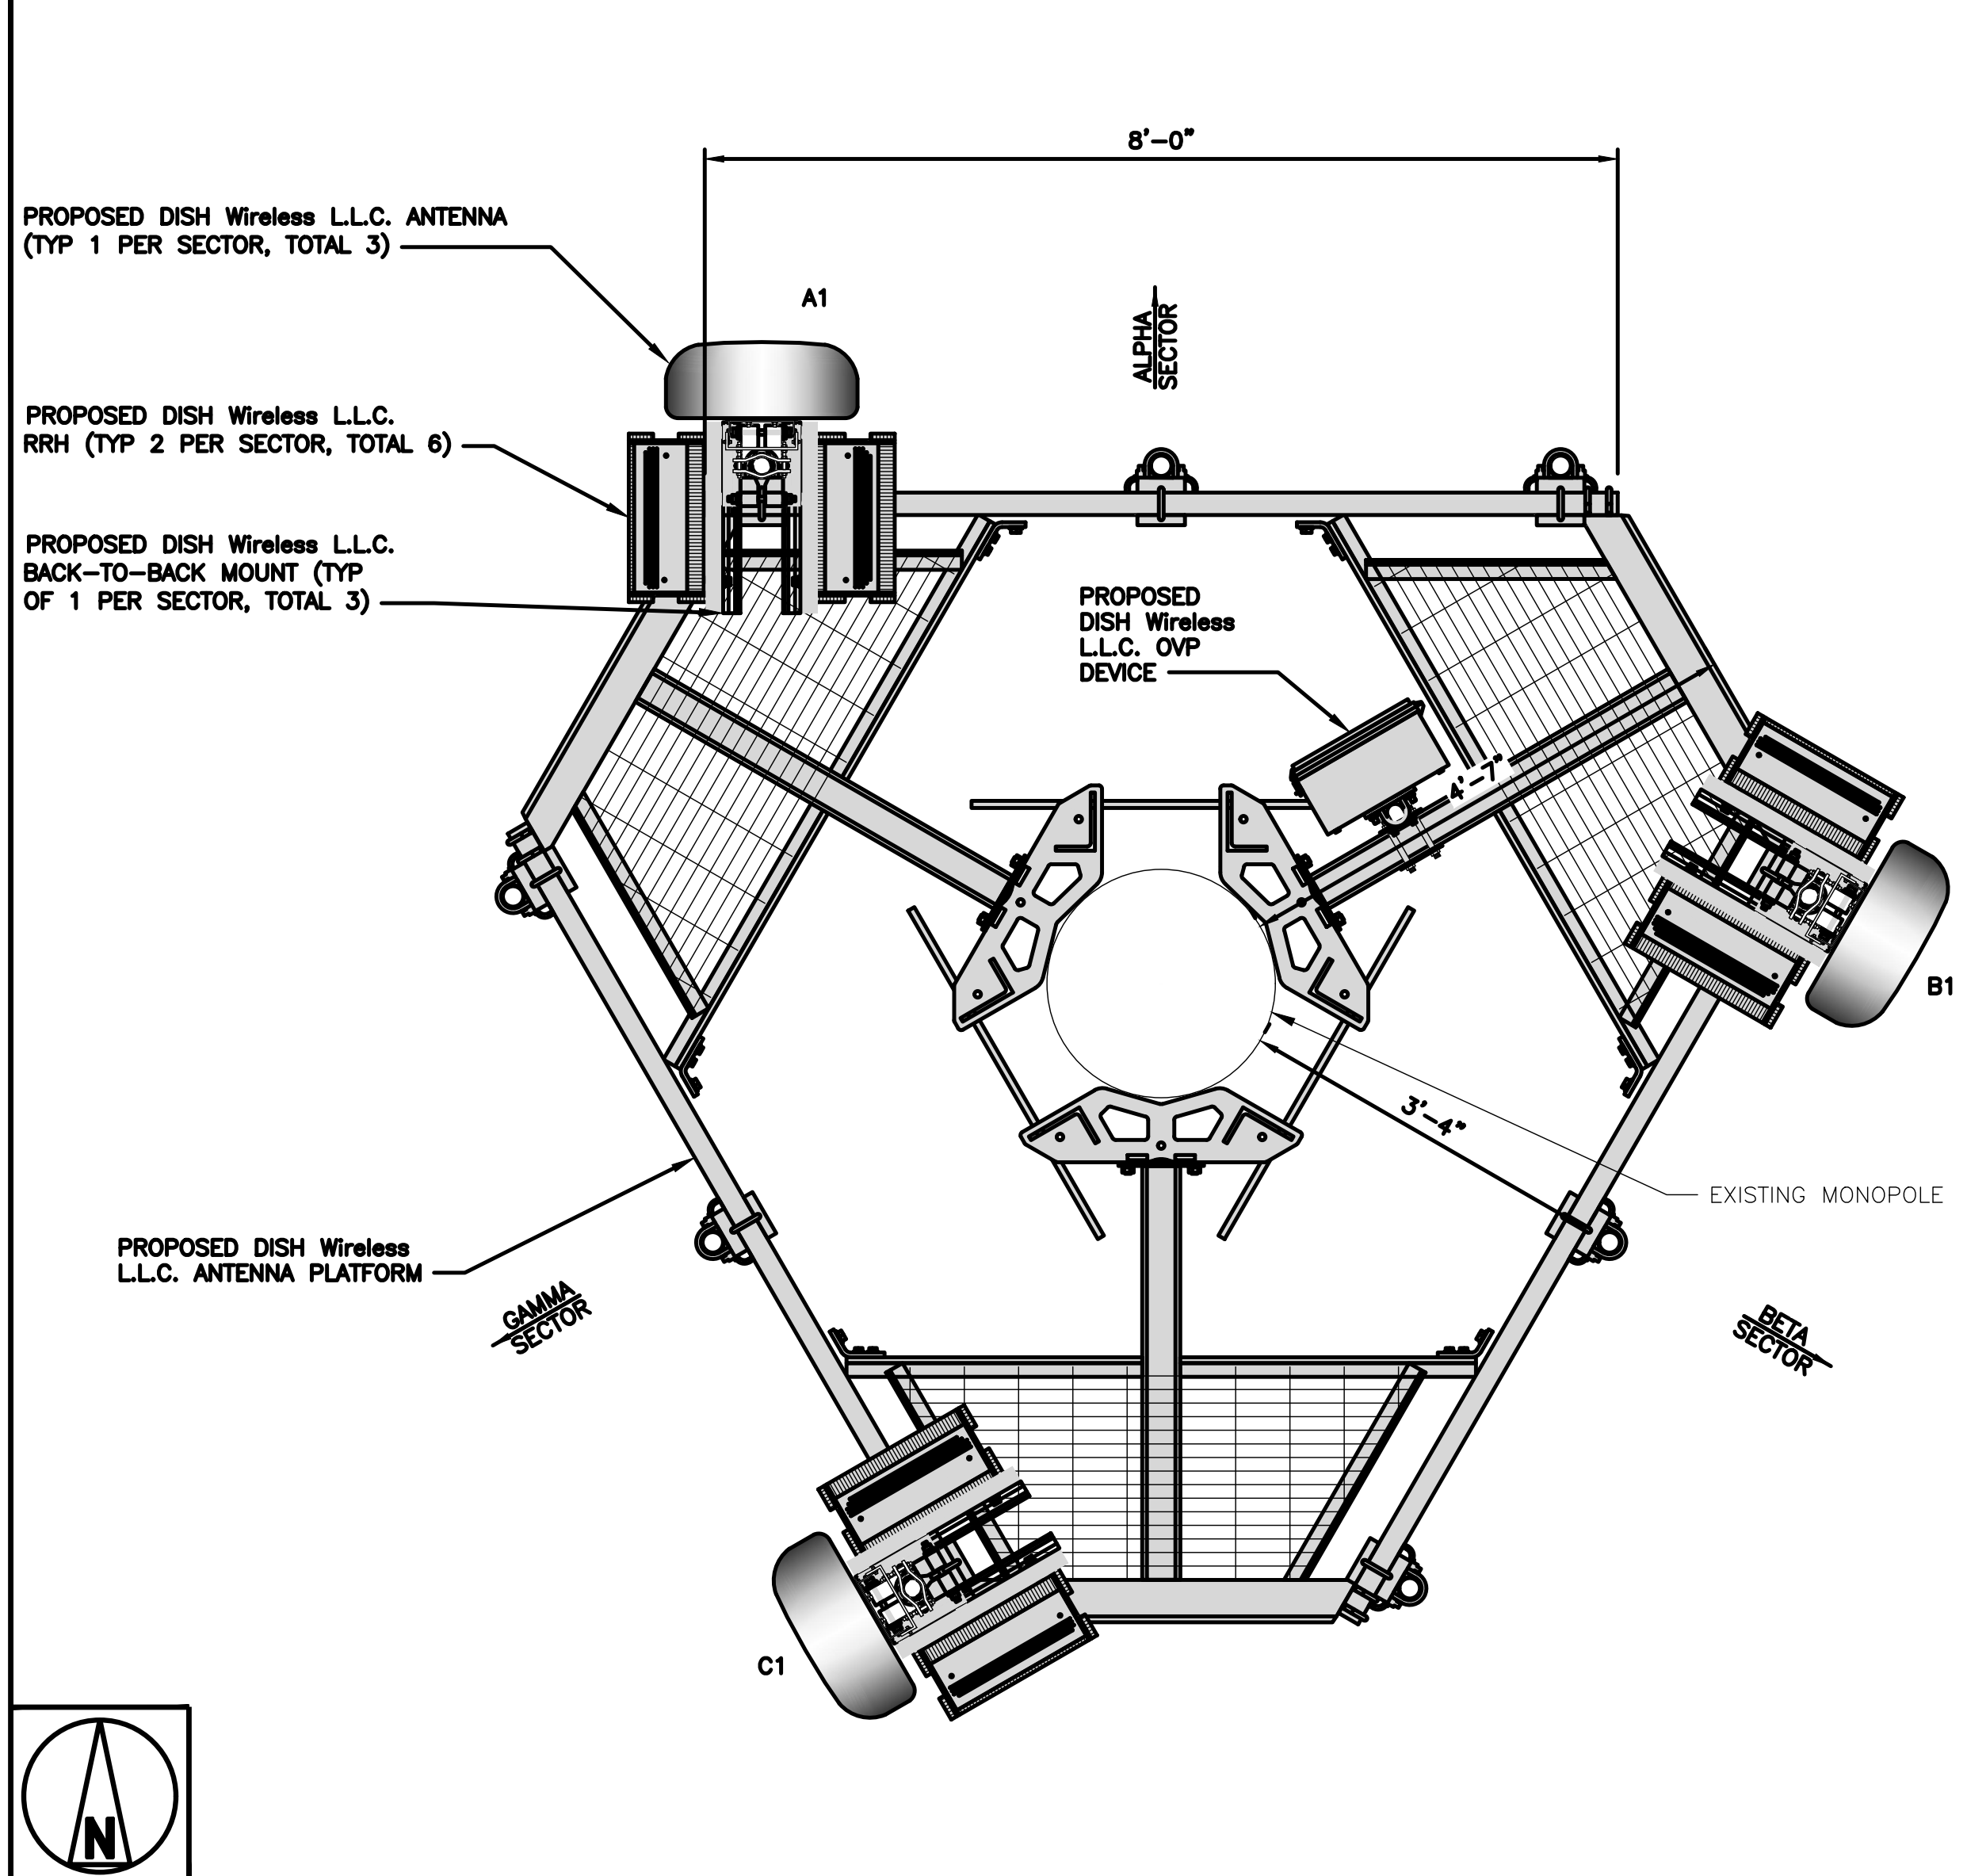 8'-0"
PROPOSED DISH Wireless L.L.C. ANTENNA
(TYP 1 PER SECTOR, TOTAL 3)
A1
ALPHA
SECTOR
PROPOSED DISH Wireless L.L.C.
RRH (TYP 2 PER SECTOR, TOTAL 6)
PROPOSED DISH Wireless L.L.C.
BACK-TO-BACK MOUNT (TYP
OF 1 PER SECTOR, TOTAL 3)
PROPOSED
DISH Wireless
L.L.C. OVP
DEVICE
4'-7"
B1
3'-4"
EXISTING MONOPOLE
PROPOSED DISH Wireless
L.L.C. ANTENNA PLATFORM
GAMMA
SECTOR
BETA
SECTOR
C1
N